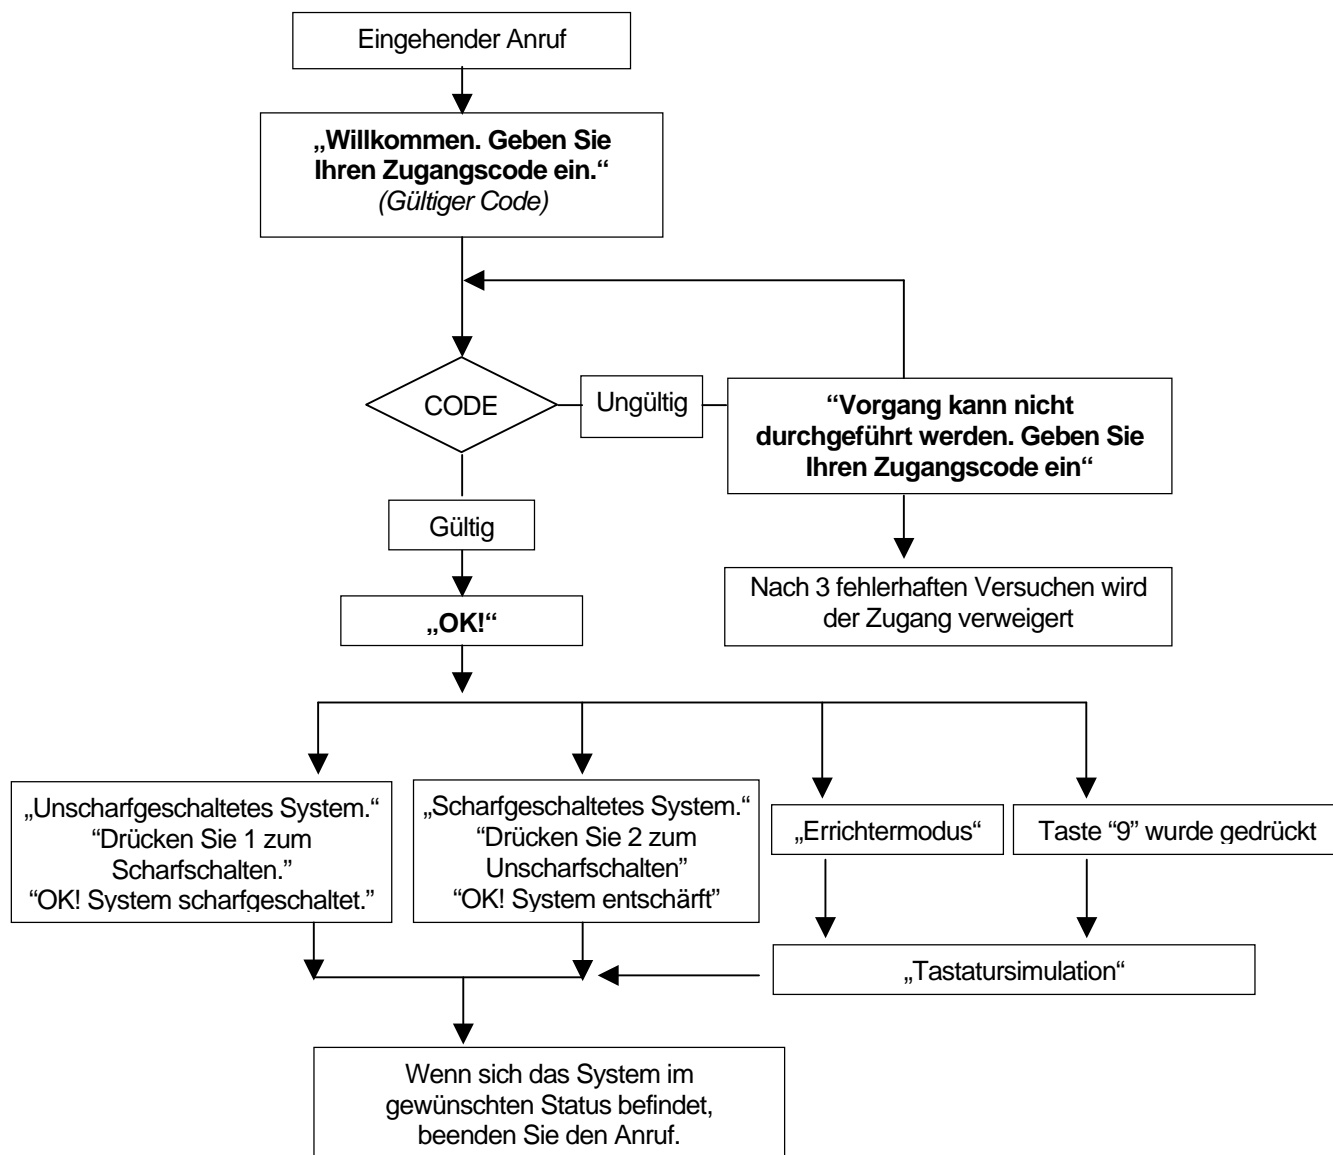 Eingehender Anruf
„Willkommen. Geben Sie
Ihren Zugangscode ein.“
(Gültiger Code)
CODE
Ungültig
“Vorgang kann nicht
durchgeführt werden. Geben Sie
Ihren Zugangscode ein“
Gültig
Nach 3 fehlerhaften Versuchen wird
der Zugang verweigert
„OK!“
„Unscharfgeschaltetes System.“
“Drücken Sie 1 zum
Scharfschalten.”
“OK! System scharfgeschaltet.”
„Scharfgeschaltetes System.“
“Drücken Sie 2 zum
Unscharfschalten”
“OK! System entschärft”
„Errichtermodus“
Taste “9” wurde gedrückt
„Tastatursimulation“
Wenn sich das System im
gewünschten Status befindet,
beenden Sie den Anruf.